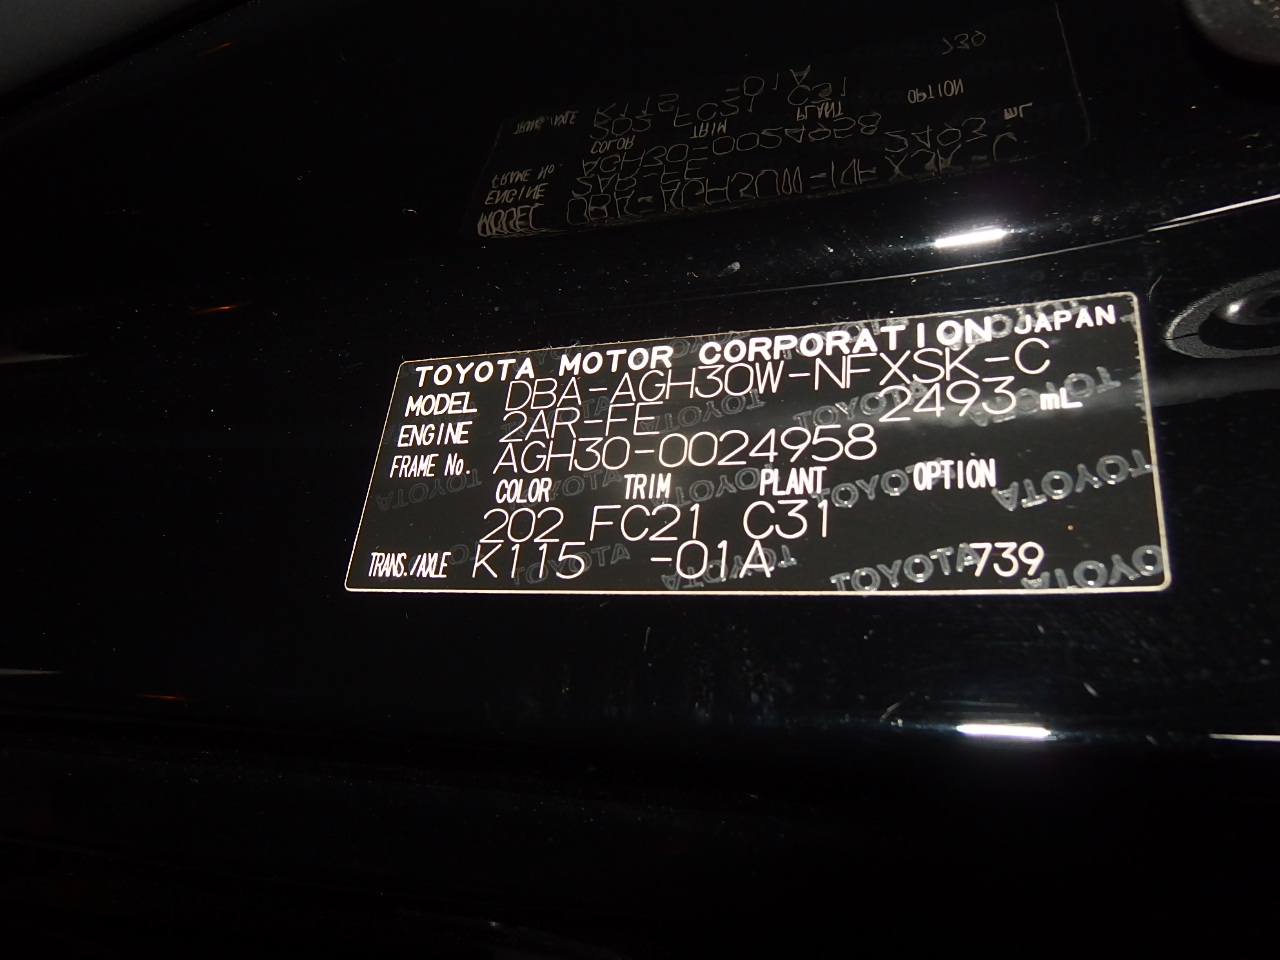 TOYOTA MOTOR CORPORATION JAPAN
MODEL DBA-AGH30W-NFXSK-C
ENGINE 2AR-FE 2493 mL
FRAME No. AGH30-0024958
COLOR TRIM PLANT OPTION
202 FC21 C31
TRANS./AXLE K115 -01A 739